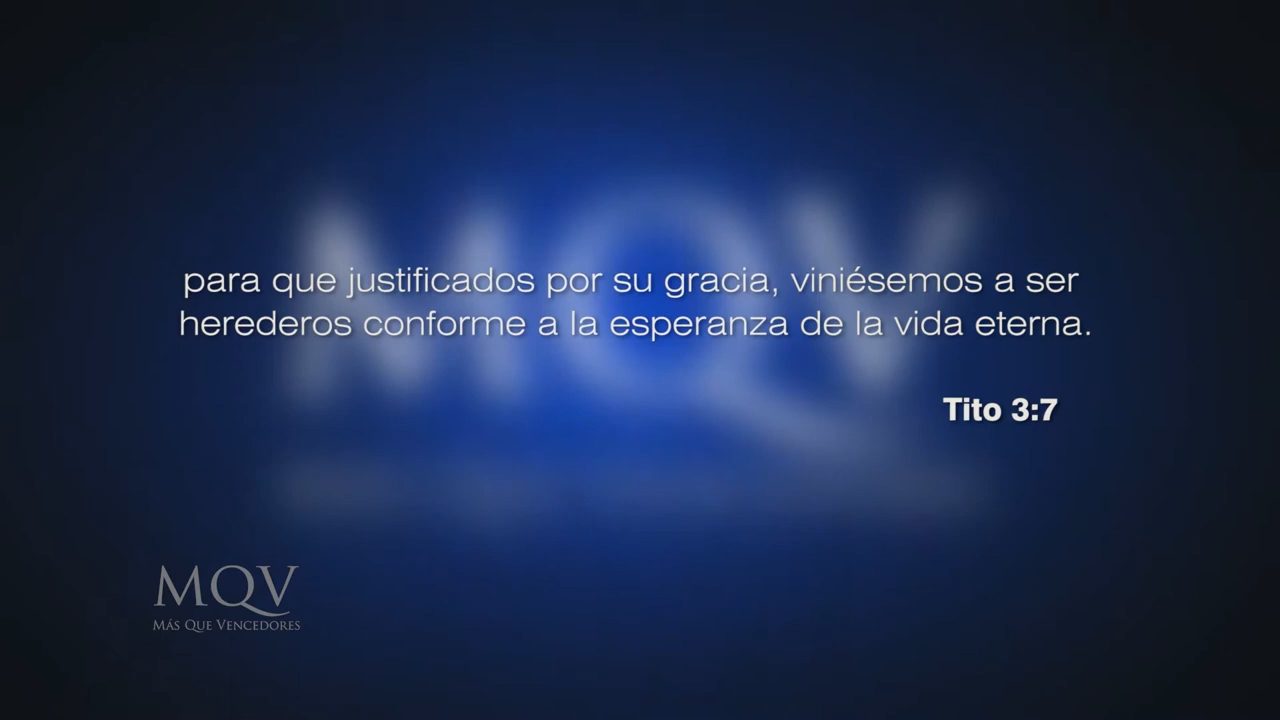 para que justificados por su gracia, viniésemos a ser
herederos conforme a la esperanza de la vida eterna.
Tito 3:7
MQV
MÁS QUE VENCEDORES